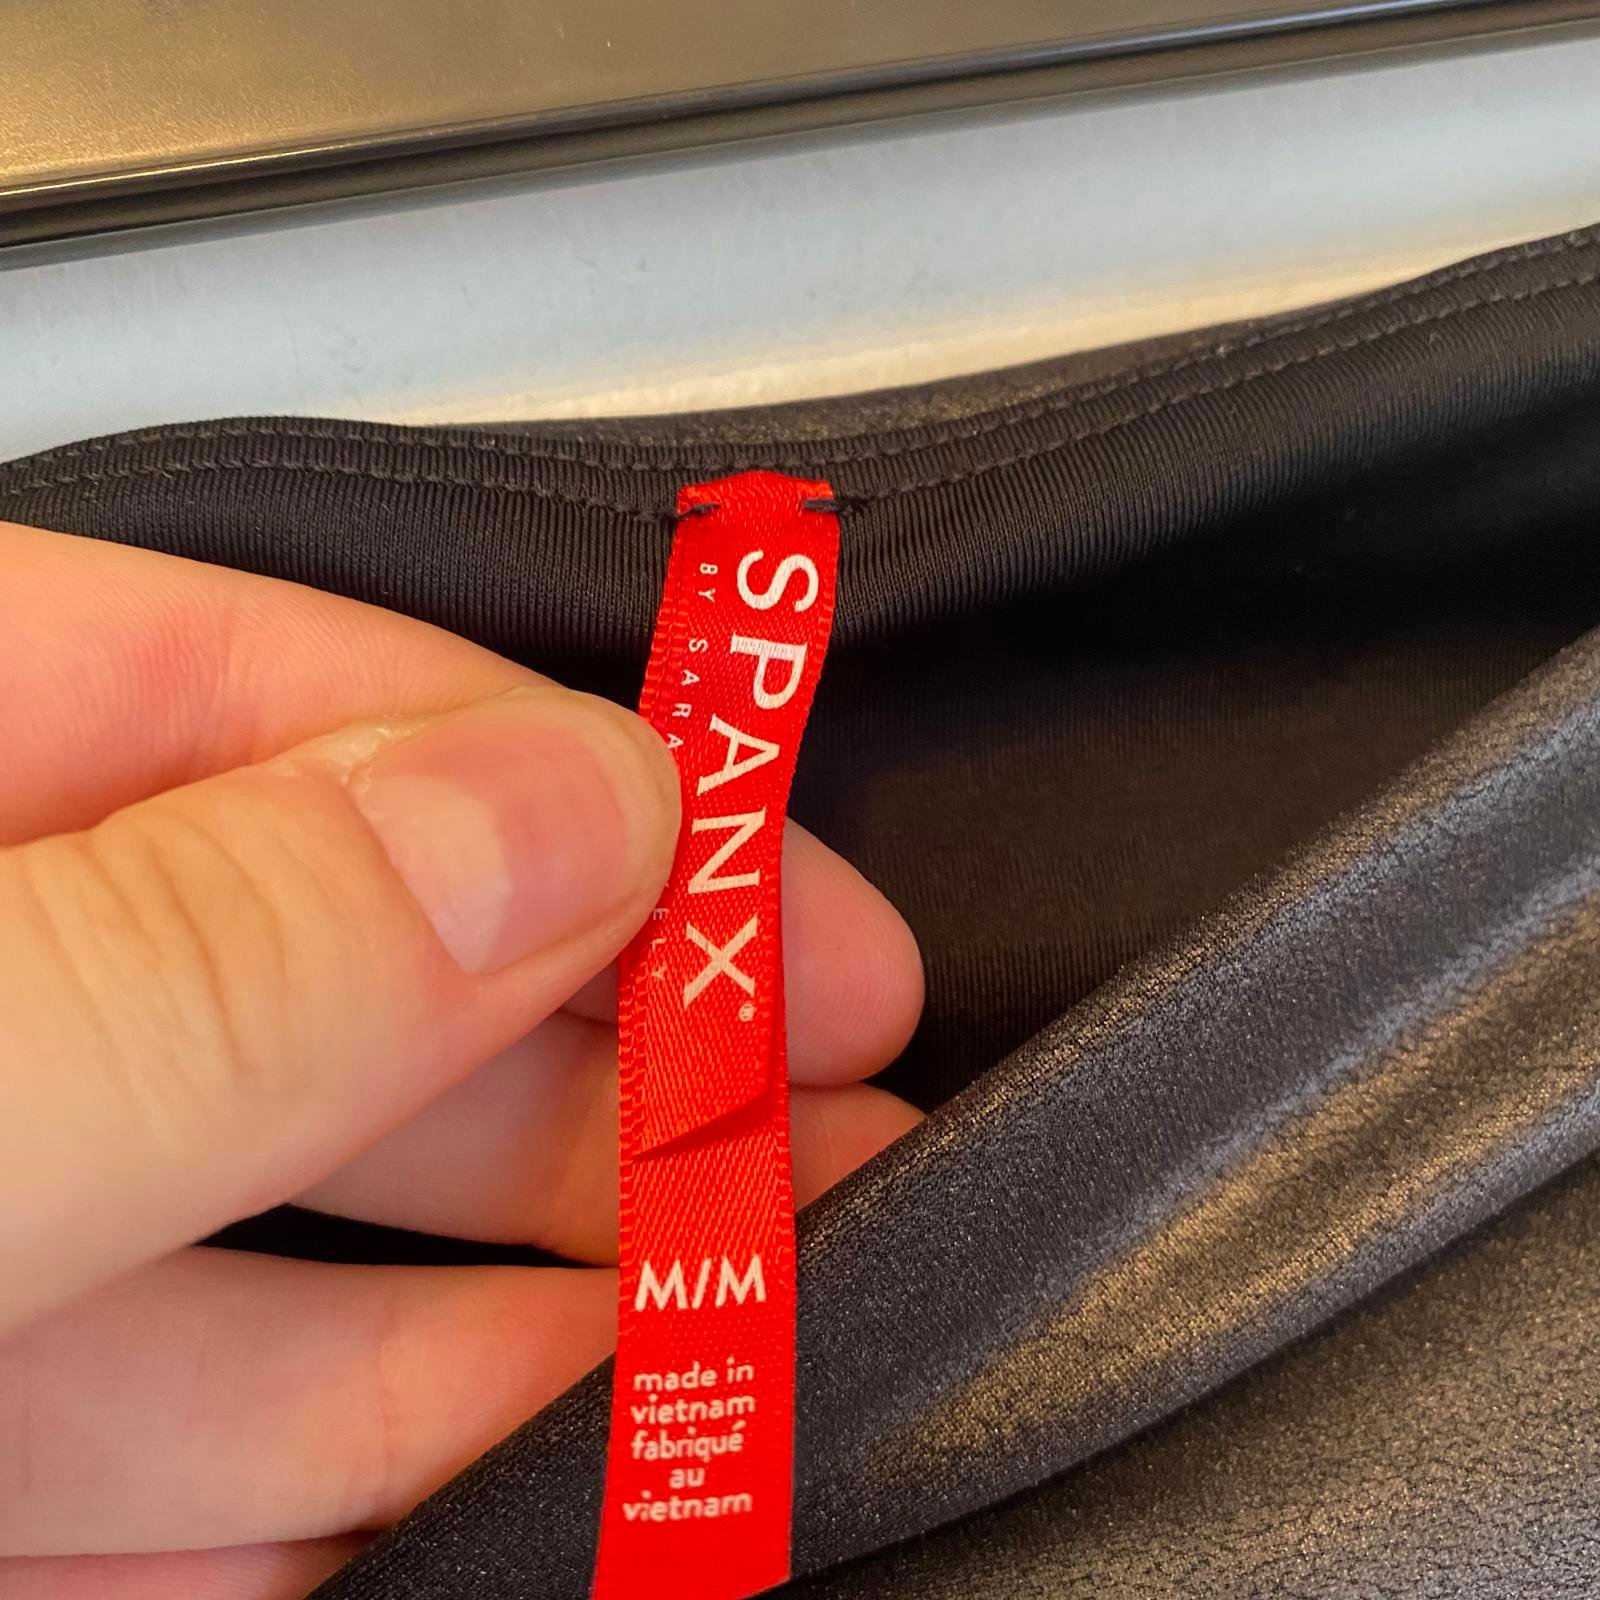 SPANX®
BY SARA
M/M
made in
vietnam
fabriqué
au
vietnam